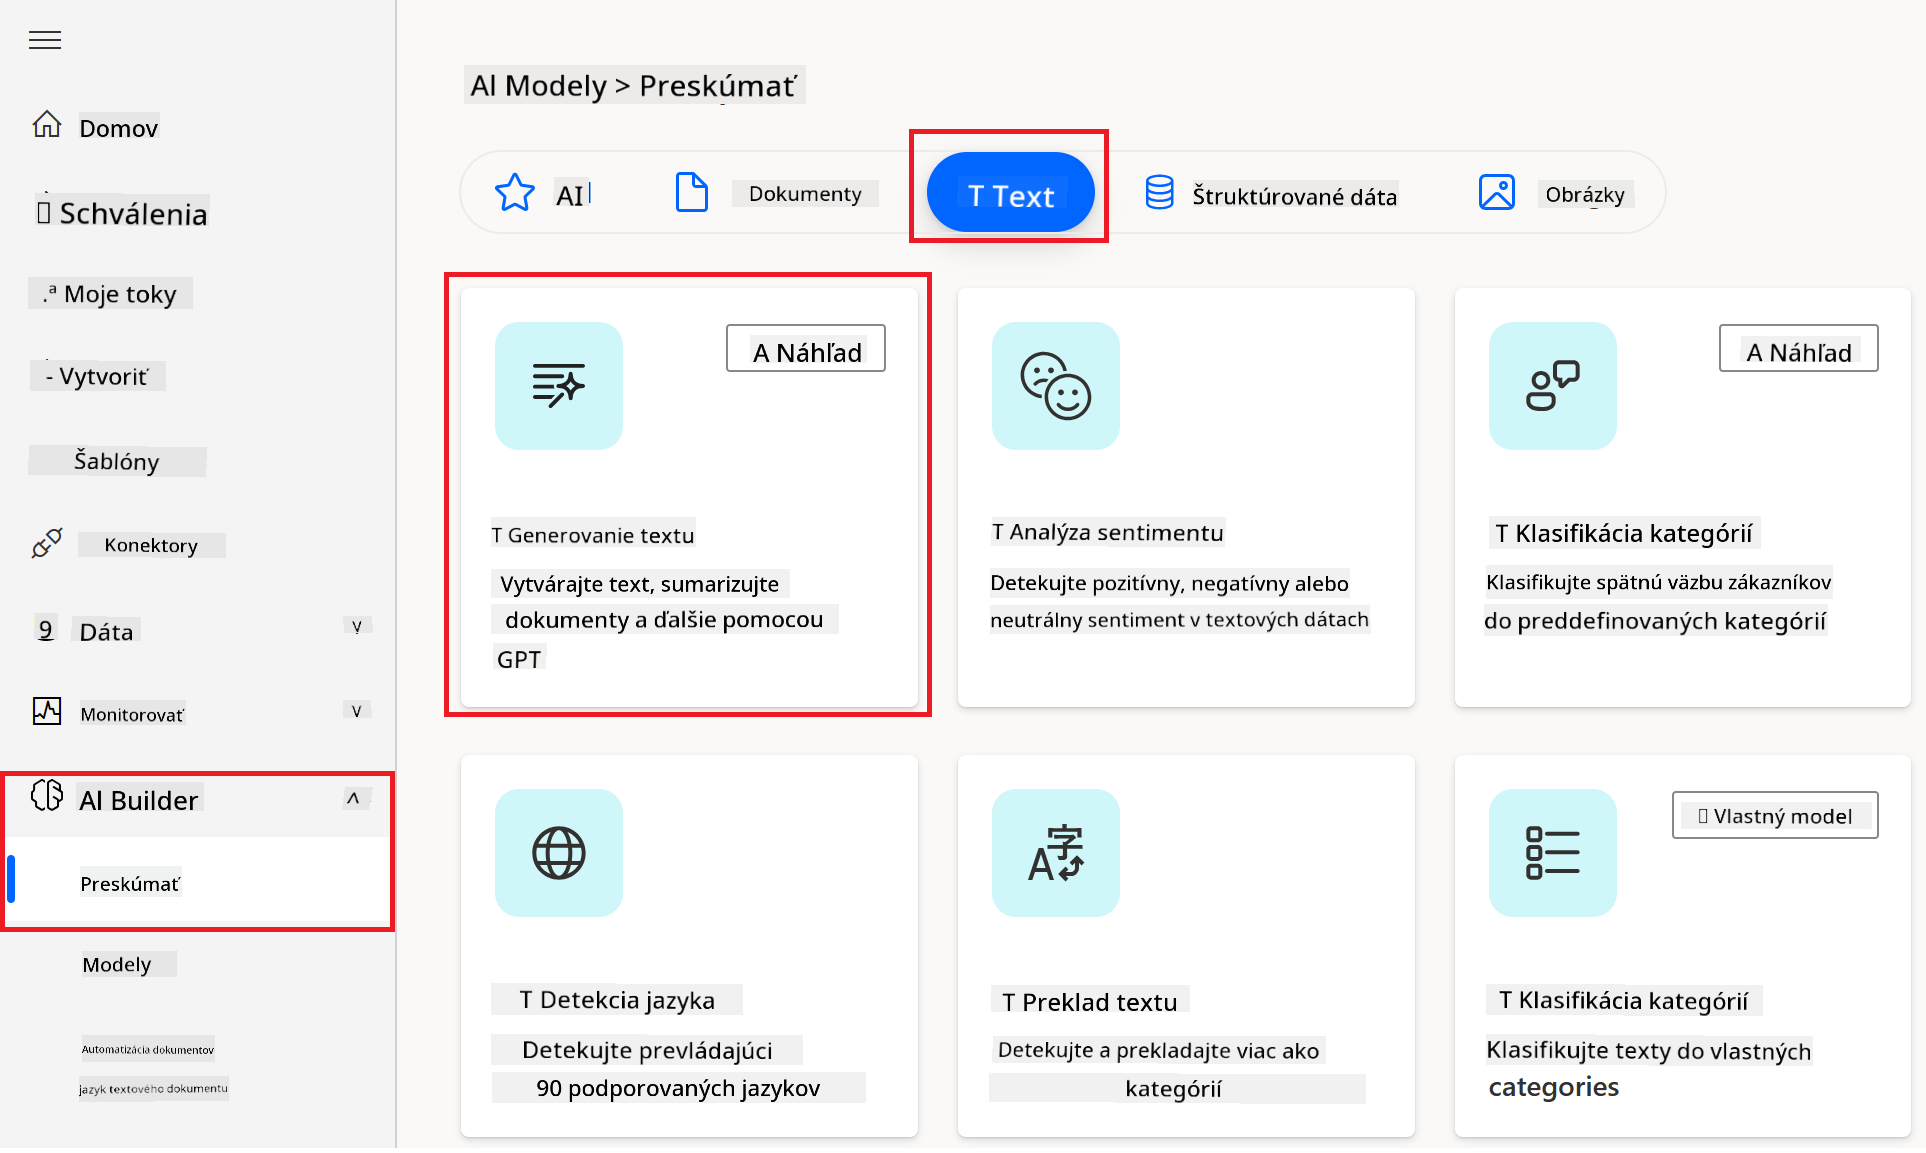 Domov
Schválenia
Moje toky
- Vytvoriť
Šablóny
Konektory
9 Dáta
Monitorovať
AI Builder
Preskúmať
Modely
Automatizácia dokumentov
jazyk textového dokumentu
AI Modely > Preskúmať
AI
Dokumenty
T Text
Štruktúrované dáta
Obrázky
A Náhľad
T Generovanie textu
Vytvárajte text, sumarizujte
dokumenty a ďalšie pomocou
GPT
T Analýza sentimentu
Detekujte pozitívny, negatívny alebo
neutrálny sentiment v textových dátach
A Náhľad
T Klasifikácia kategórií
Klasifikujte spätnú väzbu zákazníkov
do preddefinovaných kategórií
T Detekcia jazyka
Detekujte prevládajúci
90 podporovaných jazykov
T Preklad textu
Detekujte a prekladajte viac ako
kategórií
Vlastný model
T Klasifikácia kategórií
Klasifikujte texty do vlastných
categories